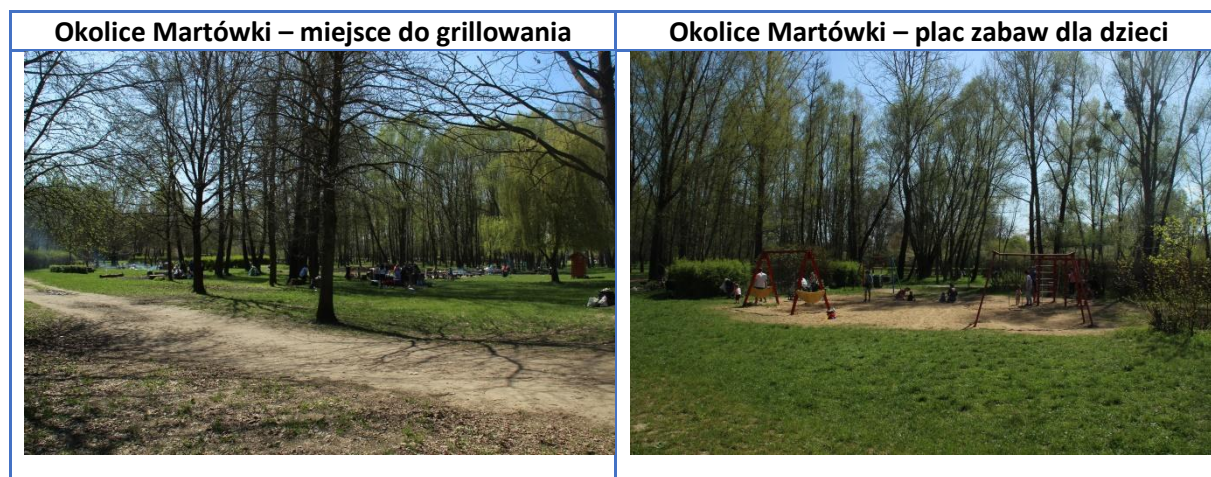 Okolice Martówki – miejsce do grillowania
Okolice Martówki – plac zabaw dla dzieci